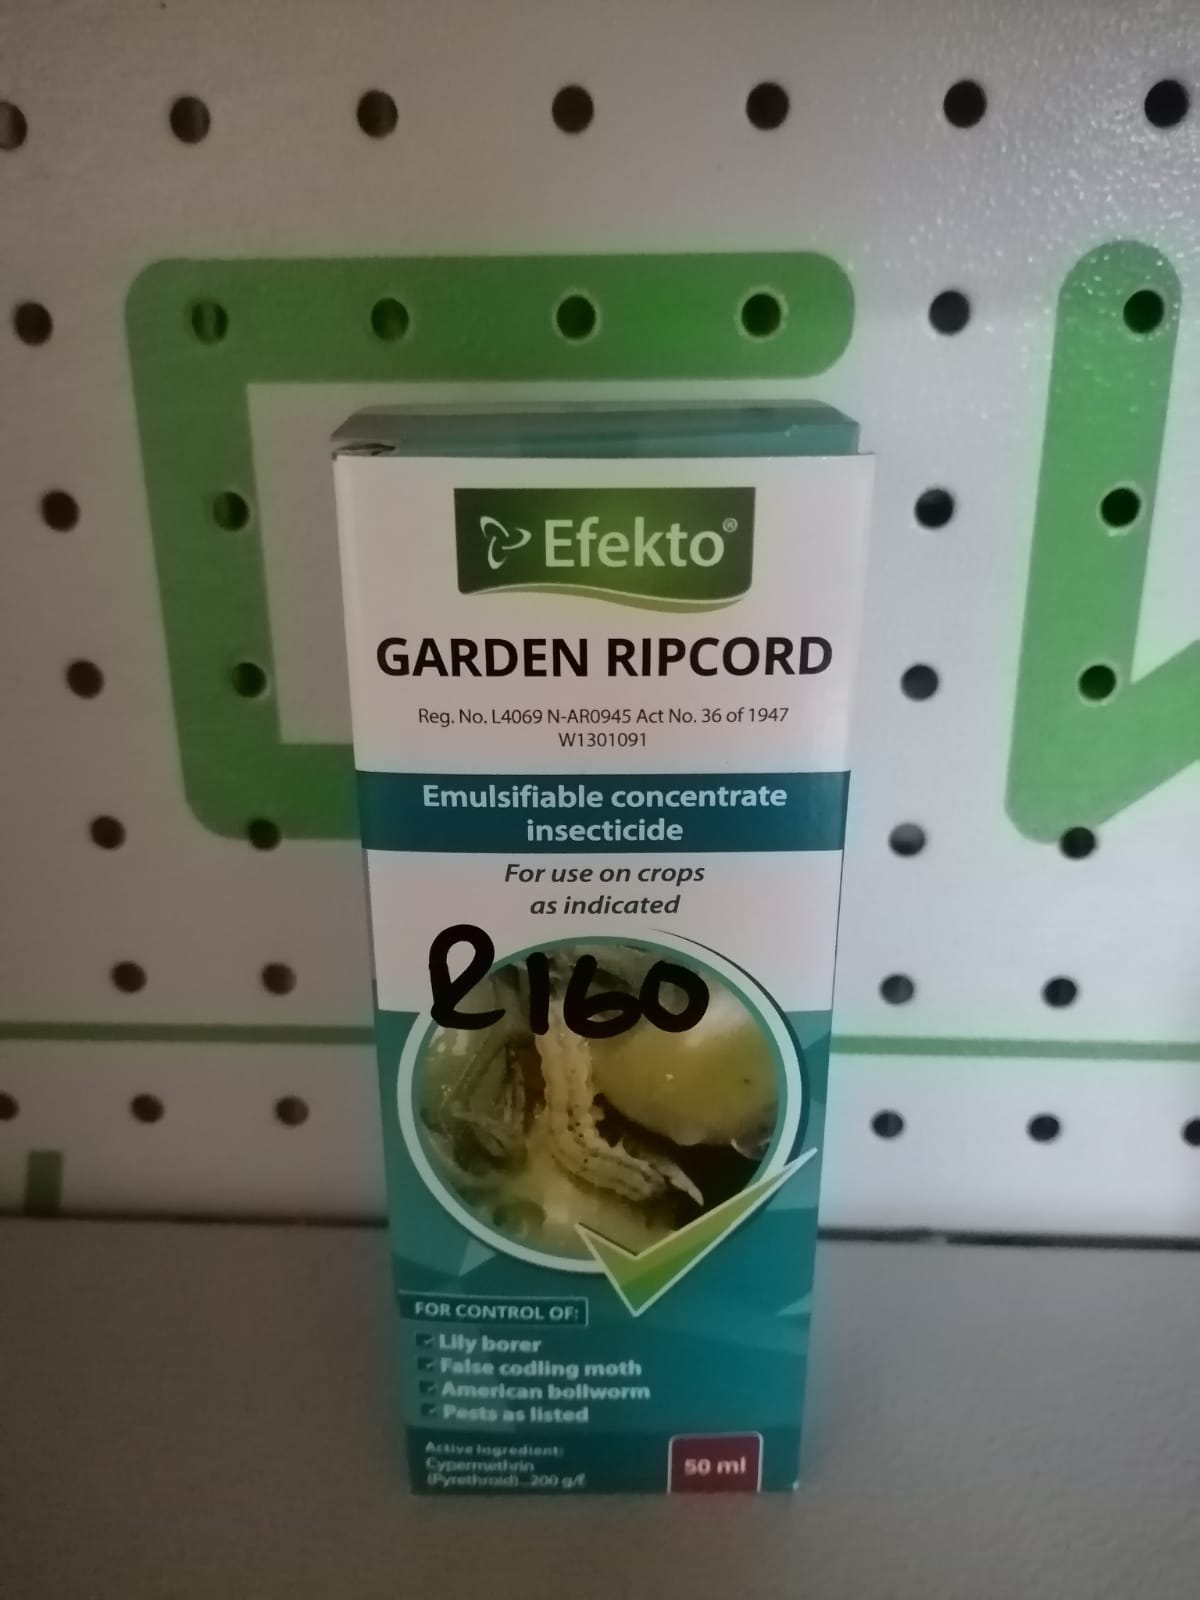 Efekto®
GARDEN RIPCORD
Reg. No. L4069 N-AR0945 Act No. 36 of 1947
W1301091
Emulsifiable concentrate
insecticide
For use on crops
as indicated
R160
FOR CONTROL OF:
Lily borer
False codling moth
American bollworm
Pests as listed
Active Ingredient:
Cypermethrin
(Pyrethroid)...200 g/ℓ
50 ml